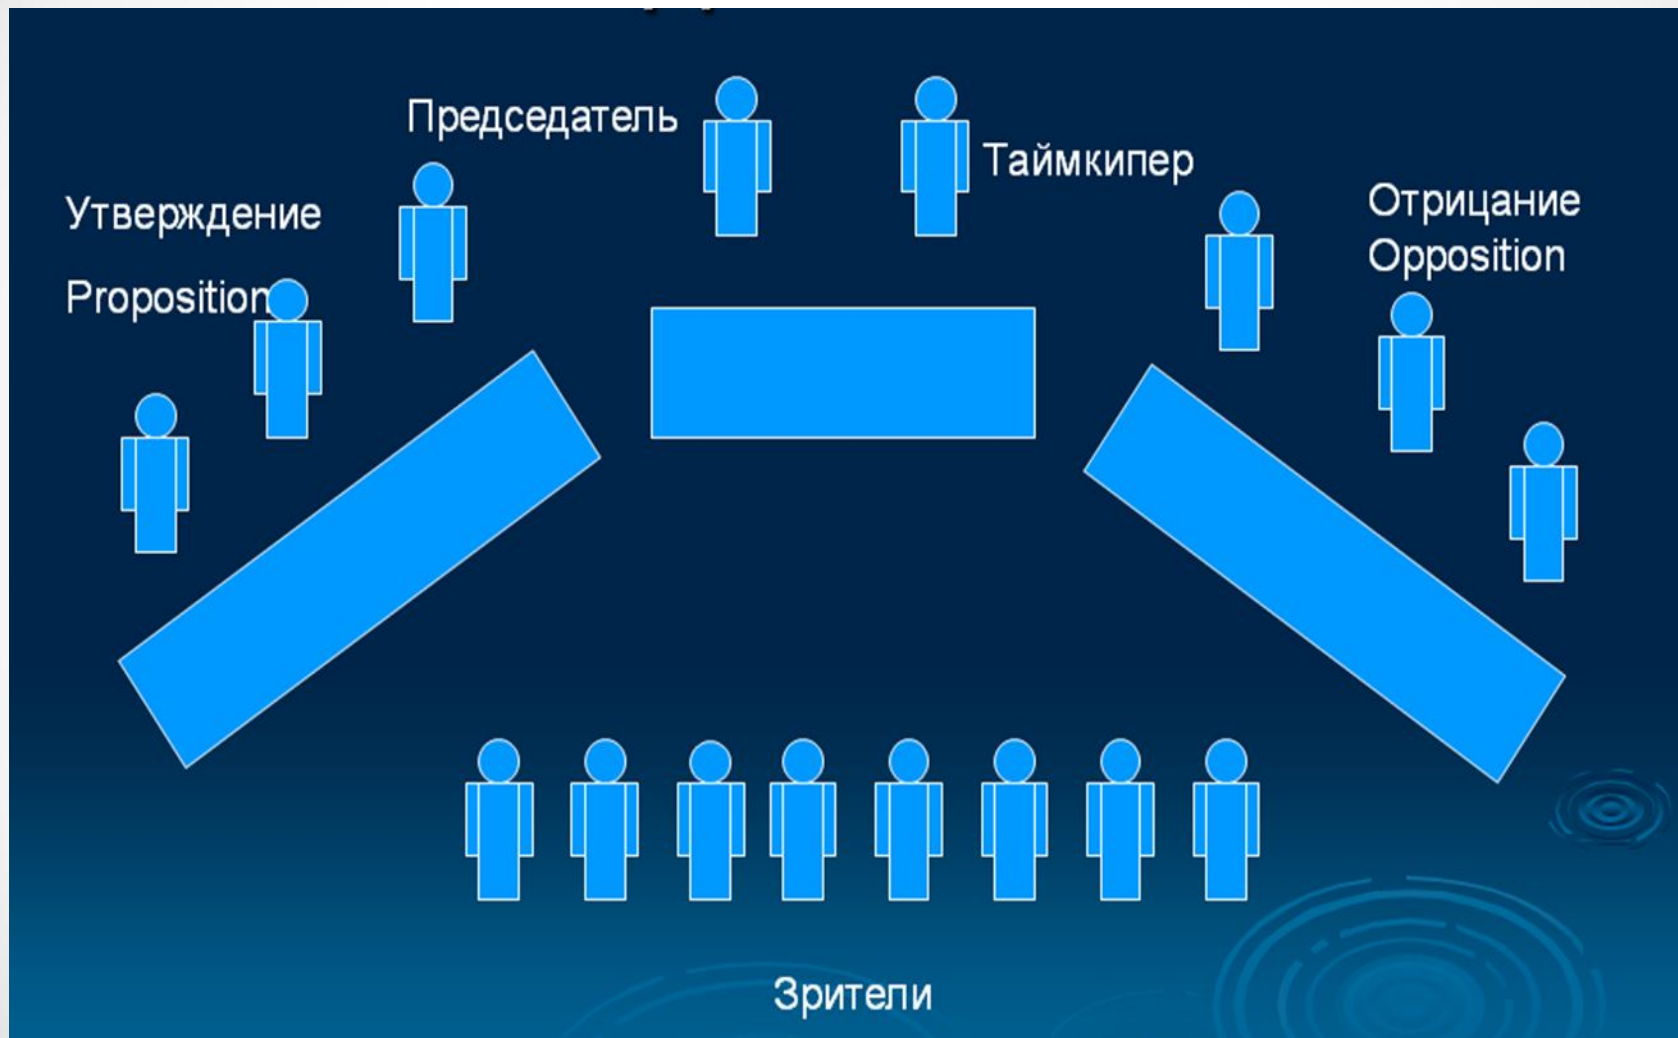 Председатель
Таймкипер
Утверждение
Proposition
Отрицание
Opposition
Зрители